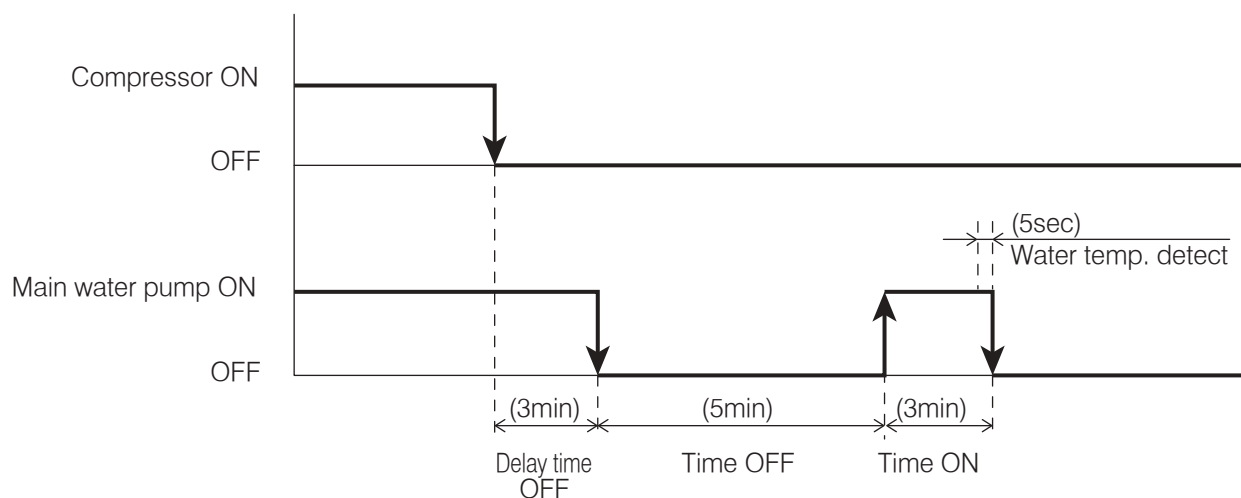 Compressor ON
OFF
(5sec)
Water temp. detect
Main water pump ON
OFF
(3min)
(5min)
(3min)
Delay time
OFF
Time OFF
Time ON